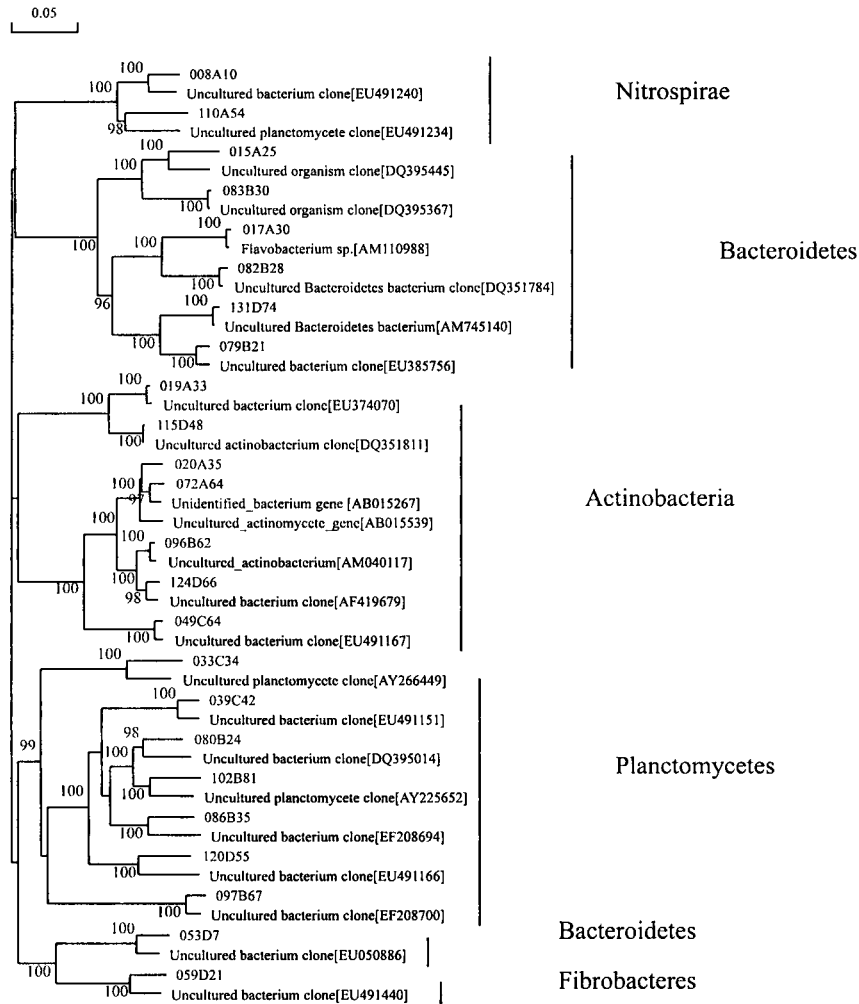 0.05
100
008A10
100
Uncultured bacterium clone[EU491240]
Nitrospirae
110A54
98
Uncultured planctomycete clone[EU491234]
100
015A25
100
Uncultured organism clone[DQ395445]
083B30
100
Uncultured organism clone[DQ395367]
100
017A30
100
100
Flavobacterium sp.[AM110988]
Bacteroidetes
082B28
100
Uncultured Bacteroidetes bacterium clone[DQ351784]
96
100
131D74
Uncultured Bacteroidetes bacterium[AM745140]
100
079B21
100
Uncultured bacterium clone[EU385756]
100
019A33
100
Uncultured bacterium clone[EU374070]
115D48
100
Uncultured actinobacterium clone[DQ351811]
020A35
100
072A64
97
Unidentified_bacterium gene [AB015267]
Actinobacteria
100
Uncultured_actinomycete_gene[AB015539]
100
096B62
Uncultured_actinobacterium[AM040117]
100
100
124D66
98
Uncultured bacterium clone[AF419679]
049C64
100
Uncultured bacterium clone[EU491167]
100
033C34
Uncultured planctomycete clone[AY266449]
100
039C42
Uncultured bacterium clone[EU491151]
99
98
080B24
100
Uncultured bacterium clone[DQ395014]
Planctomycetes
102B81
100
100
Uncultured planctomycete clone[AY225652]
086B35
100
Uncultured bacterium clone[EF208694]
120D55
100
Uncultured bacterium clone[EU491166]
097B67
100
Uncultured bacterium clone[EF208700]
100
053D7
Bacteroidetes
Uncultured bacterium clone[EU050886]
100
059D21
Fibrobacteres
100
Uncultured bacterium clone[EU491440]